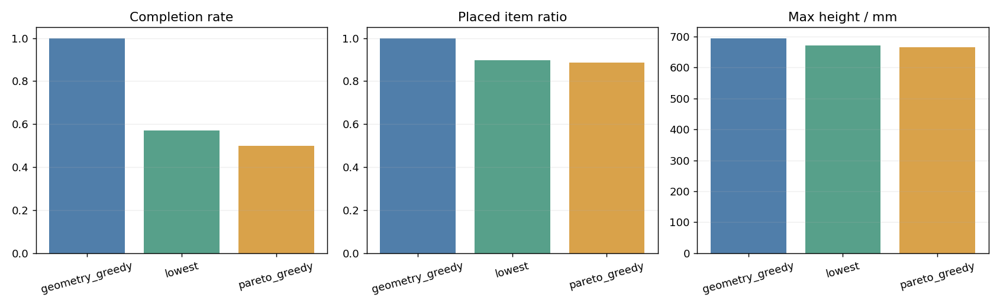 Completion rate
1.0
0.8
0.6
0.4
0.2
0.0
geometry_greedy
lowest
pareto_greedy
Placed item ratio
1.0
0.8
0.6
0.4
0.2
0.0
geometry_greedy
lowest
pareto_greedy
Max height / mm
700
600
500
400
300
200
100
0
geometry_greedy
lowest
pareto_greedy